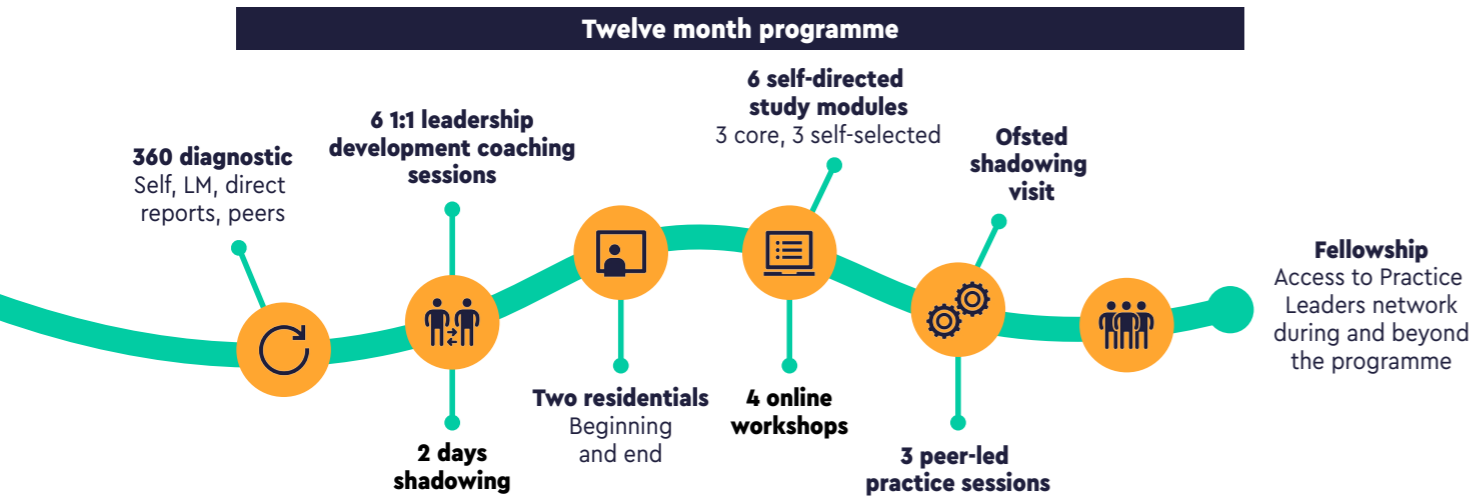 Twelve month programme
360 diagnostic
Self, LM, direct
reports, peers
6 1:1 leadership
development coaching
sessions
2 days
shadowing
Two residentials
Beginning
and end
6 self-directed
study modules
3 core, 3 self-selected
4 online
workshops
Ofsted
shadowing
visit
3 peer-led
practice sessions
Fellowship
Access to Practice
Leaders network
during and beyond
the programme